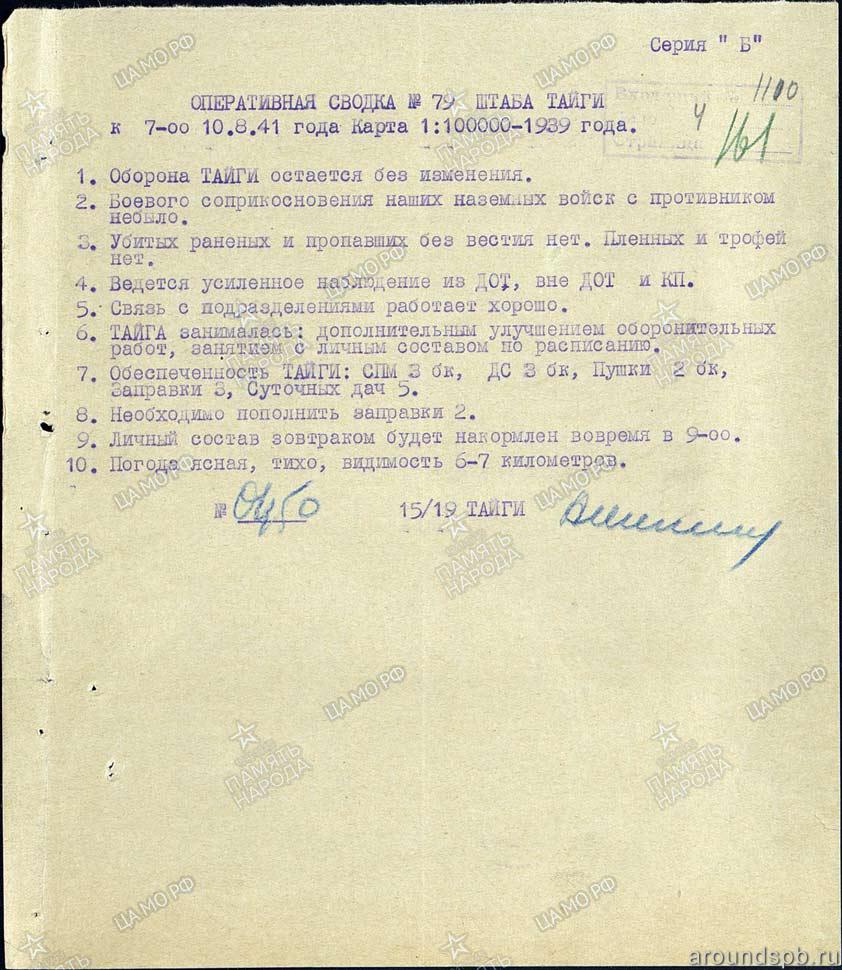 Серия " Б"
1100
ОПЕРАТИВНАЯ СВОДКА № 79 ШТАБА ТАЙГИ
4
161
к 7-оо 10.8.41 года Карта 1:100000-1939 года.
1. Оборона ТАЙГИ остается без изменения.
2. Боевого соприкосновения наших наземных войск с противником
небыло.
3. Убитых раненых и пропавших без вестия нет. Пленных и трофей
нет.
4. Ведется усиленное наблюдение из ДОТ, вне ДОТ и КП.
5. Связь с подразделениями работает хорошо.
6. ТАЙГА занималась: дополнительным улучшением оборонительных
работ, занятием с личным составом по расписанию.
7. Обеспеченность ТАЙГИ: СПМ 3 бк, ДС 3 бк, Пушки 2 бк,
Заправки 3, Суточных дач 5.
8. Необходимо пополнить заправки 2.
9. Личный состав зовтраком будет накормлен вовремя в 9-оо.
10. Погода ясная, тихо, видимость 6-7 километров.
№
15/19 ТАЙГИ
ЦАМО.РФ
ПАМЯТЬ
НАРОДА
aroundspb.ru